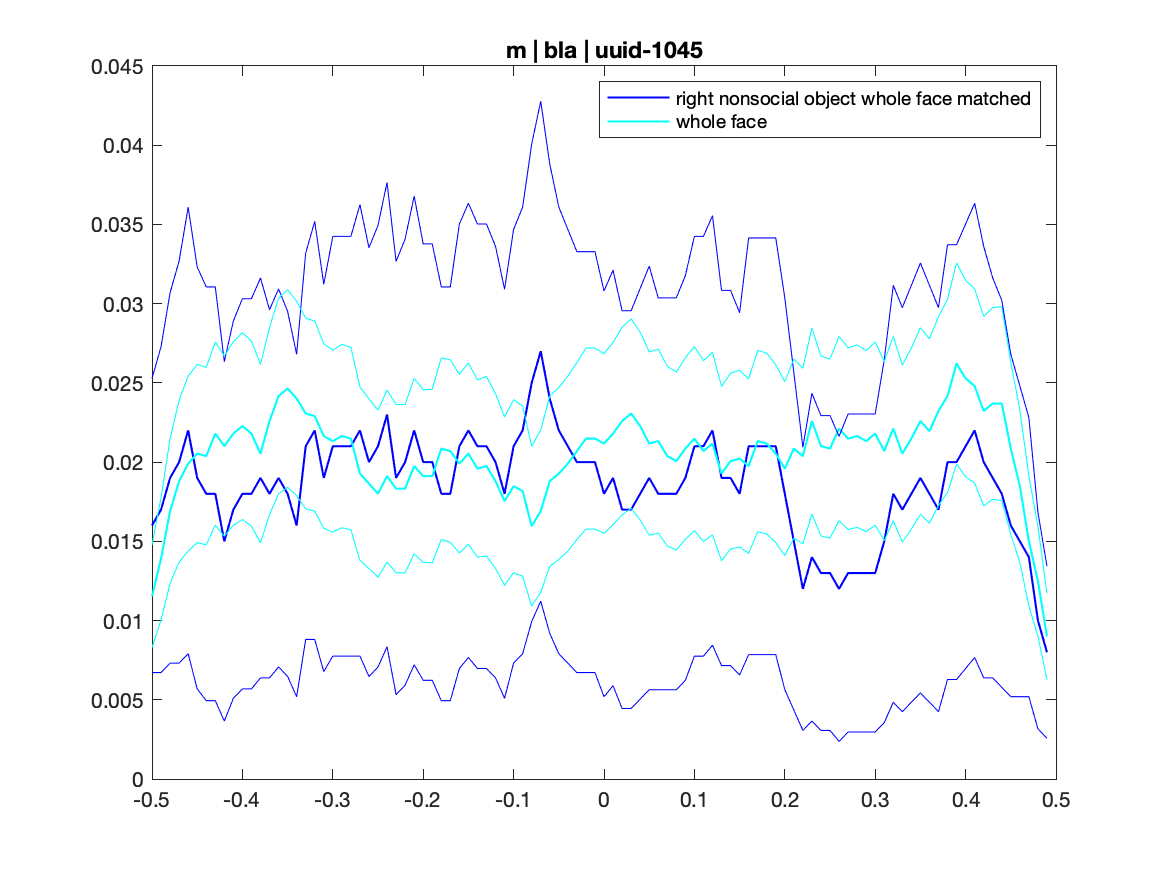 m | bla | uuid-1045
right nonsocial object whole face matched
whole face
0.045
0.04
0.035
0.03
0.025
0.02
0.015
0.01
0.005
0
-0.5 -0.4 -0.3 -0.2 -0.1 0 0.1 0.2 0.3 0.4 0.5